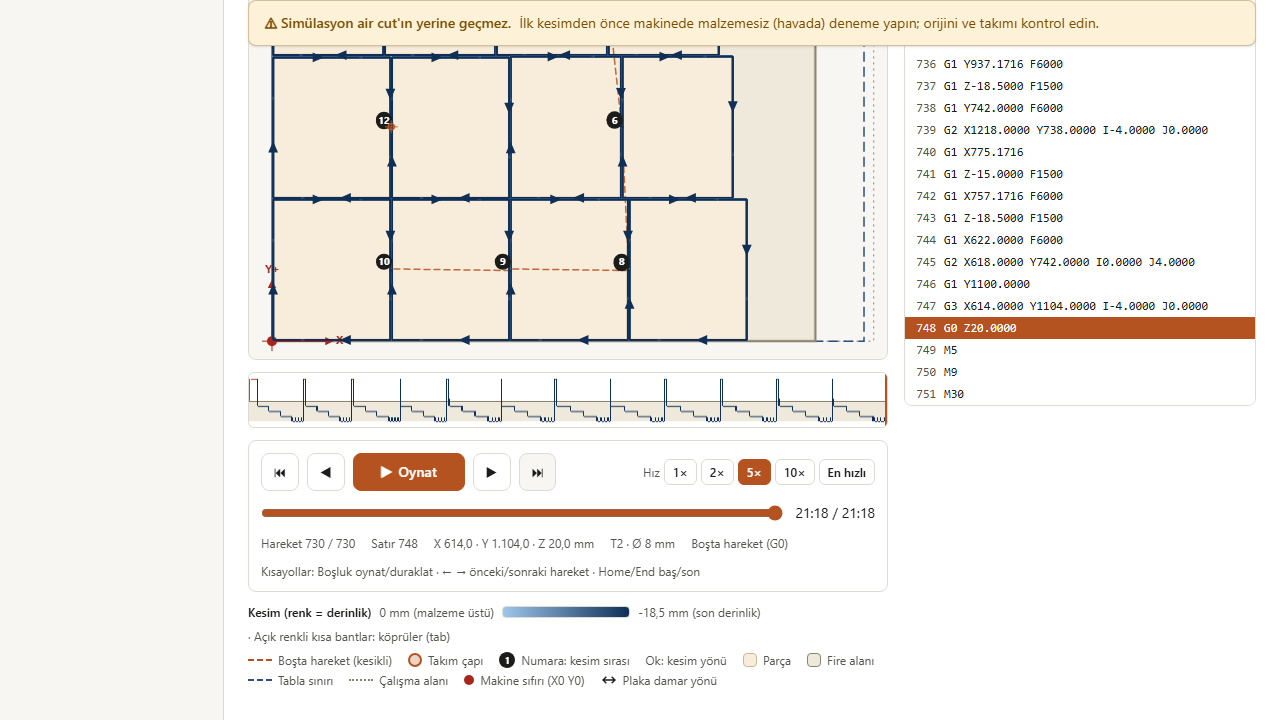 ⚠ Simülasyon air cut'ın yerine geçmez. İlk kesimden önce makinede malzemesiz (havada) deneme yapın; orijini ve takımı kontrol edin.
12
6
10
9
8
Y
X
736 G1 Y937.1716 F6000
737 G1 Z-18.5000 F1500
738 G1 Y742.0000 F6000
739 G2 X1218.0000 Y738.0000 I-4.0000 J0.0000
740 G1 X775.1716
741 G1 Z-15.0000 F1500
742 G1 X757.1716 F6000
743 G1 Z-18.5000 F1500
744 G1 X622.0000 F6000
745 G2 X618.0000 Y742.0000 I0.0000 J4.0000
746 G1 Y1100.0000
747 G3 X614.0000 Y1104.0000 I-4.0000 J0.0000
748 G0 Z20.0000
749 M5
750 M9
751 M30
⏮ ◀ ▶ Oynat ▶ ⏭ Hız 1× 2× 5× 10× En hızlı
21:18 / 21:18
Hareket 730 / 730 Satır 748 X 614,0 · Y 1.104,0 · Z 20,0 mm T2 · Ø 8 mm Boşta hareket (G0)
Kısayollar: Boşluk oynat/duraklat · ← → önceki/sonraki hareket · Home/End baş/son
Kesim (renk = derinlik) 0 mm (malzeme üstü) -18,5 mm (son derinlik)
· Açık renkli kısa bantlar: köprüler (tab)
Boşta hareket (kesikli) Takım çapı 1 Numara: kesim sırası Ok: kesim yönü Parça Fire alanı
Tabla sınırı Çalışma alanı Makine sıfırı (X0 Y0) ↔ Plaka damar yönü